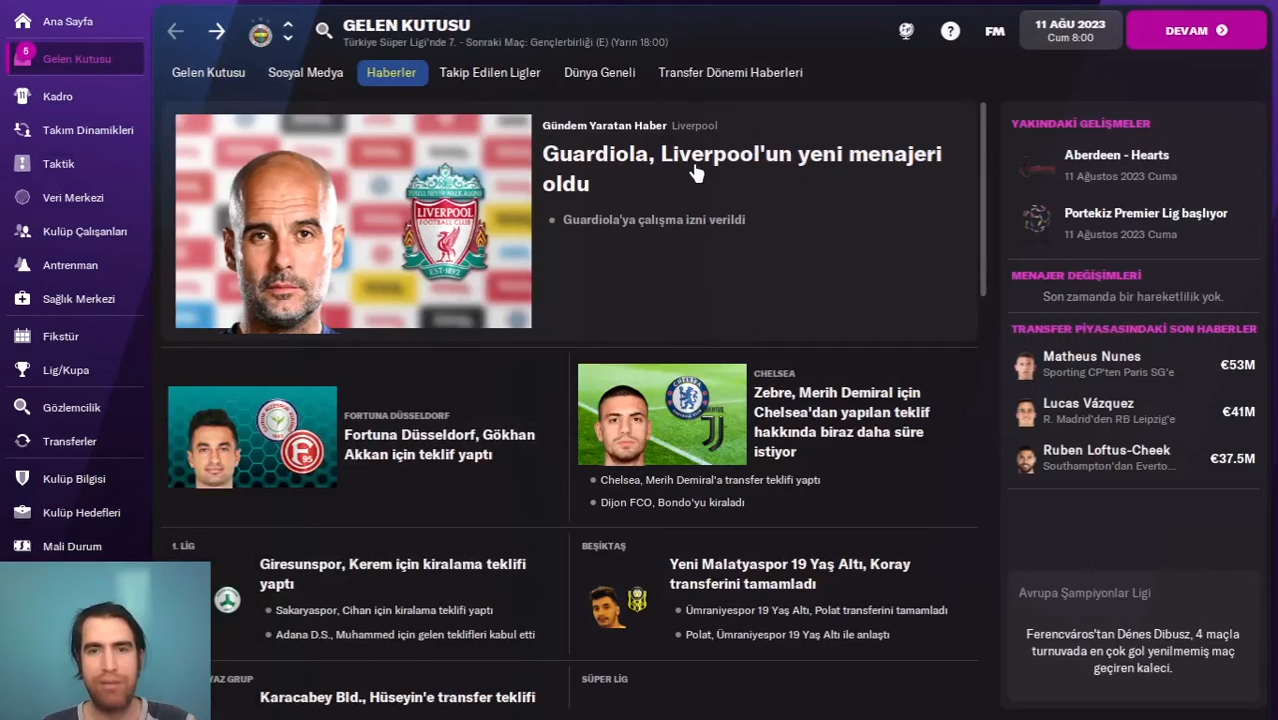 Ana Sayfa
5
Gelen Kutusu
Kadro
Takım Dinamikleri
Taktik
Veri Merkezi
Kulüp Çalışanları
Antrenman
Sağlık Merkezi
Fikstür
Lig/Kupa
Gözlemcilik
Transferler
Kulüp Bilgisi
Kulüp Hedefleri
Mali Durum
GELEN KUTUSU
Türkiye Süper Ligi'nde 7. - Sonraki Maç: Gençlerbirliği (E) (Yarın 18:00)
?
FM
11 AĞU 2023
Cum 8:00
DEVAM
Gelen Kutusu
Sosyal Medya
Haberler
Takip Edilen Ligler
Dünya Geneli
Transfer Dönemi Haberleri
Gündem Yaratan Haber Liverpool
Guardiola, Liverpool'un yeni menajeri
oldu
Guardiola'ya çalışma izni verildi
LIVERPOOL
FOOTBALL CLUB
EST·1892
FORTUNA DÜSSELDORF
Fortuna Düsseldorf, Gökhan
Akkan için teklif yaptı
CHELSEA
Zebre, Merih Demiral için
Chelsea'dan yapılan teklif
hakkında biraz daha süre
istiyor
Chelsea, Merih Demiral'a transfer teklifi yaptı
Dijon FCO, Bondo'yu kiraladı
1. LİG
Giresunspor, Kerem için kiralama teklifi
yaptı
Sakaryaspor, Cihan için kiralama teklifi yaptı
Adana D.S., Muhammed için gelen teklifleri kabul etti
BEŞİKTAŞ
Yeni Malatyaspor 19 Yaş Altı, Koray
transferini tamamladı
Ümraniyespor 19 Yaş Altı, Polat transferini tamamladı
Polat, Ümraniyespor 19 Yaş Altı ile anlaştı
YAZ GRUP
Karacabey Bld., Hüseyin'e transfer teklifi
SÜPER LİG
YAKINDAKİ GELİŞMELER
Aberdeen - Hearts
11 Ağustos 2023 Cuma
Portekiz Premier Lig başlıyor
11 Ağustos 2023 Cuma
MENAJER DEĞİŞİMLERİ
Son zamanda bir hareketlilik yok.
TRANSFER PİYASASINDAKİ SON HABERLER
Matheus Nunes
Sporting CP'ten Paris SG'e
€53M
Lucas Vázquez
R. Madrid'den RB Leipzig'e
€41M
Ruben Loftus-Cheek
Southampton'dan Everto...
€37.5M
Avrupa Şampiyonlar Ligi
Ferencváros'tan Dénes Dibusz, 4 maçla
turnuvada en çok gol yenilmemiş maç
geçiren kaleci.